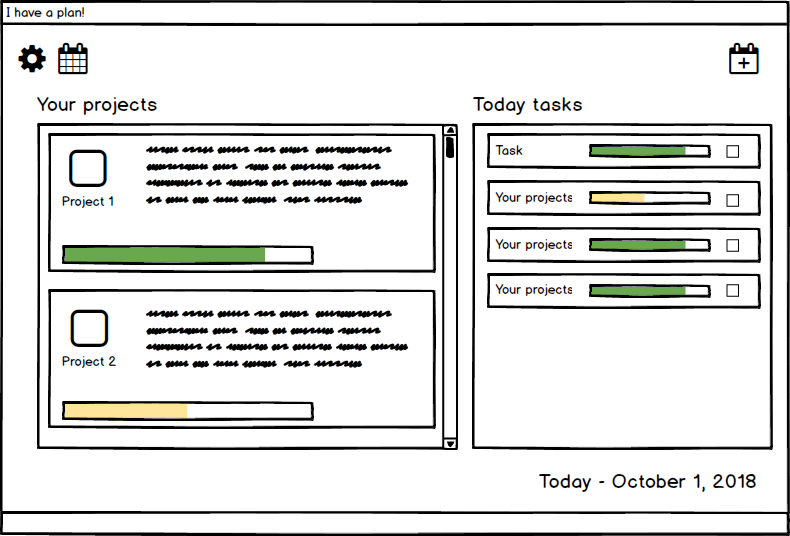 I have a plan!
Your projects
Project 1
Project 2
Today tasks
Task
Your projects
Your projects
Your projects
Today - October 1, 2018